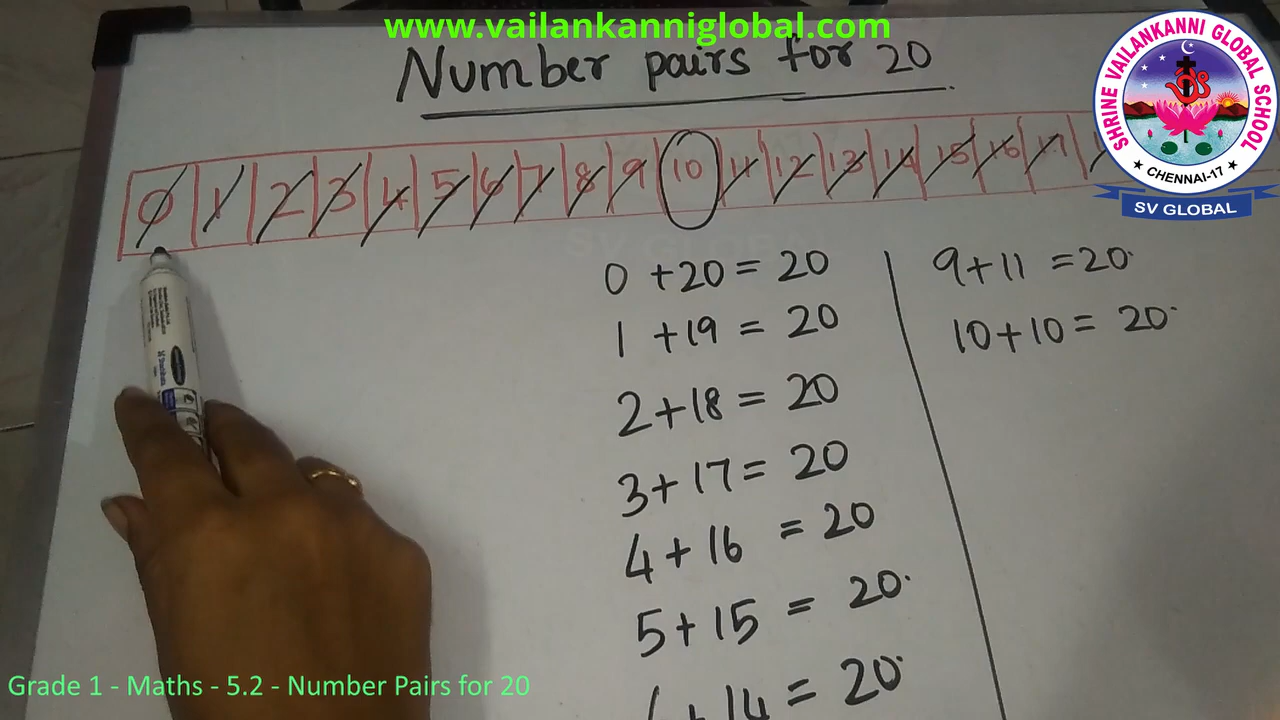 www.vailankanniglobal.com
Number pairs for 20
0 1 2 3 4 5 6 7 8 9 10 11 12 13 14 15 16 17
SHRINE VAILANKANNI GLOBAL SCHOOL
ॐ
★ CHENNAI-17 ★
SV GLOBAL
SV GLOBAL
0 + 20 = 20
1 + 19 = 20
2 + 18 = 20
3 + 17 = 20
4 + 16 = 20
5 + 15 = 20.
+ 14 = 20.
9 + 11 = 20.
10 + 10 = 20.
Grade 1 - Maths - 5.2 - Number Pairs for 20